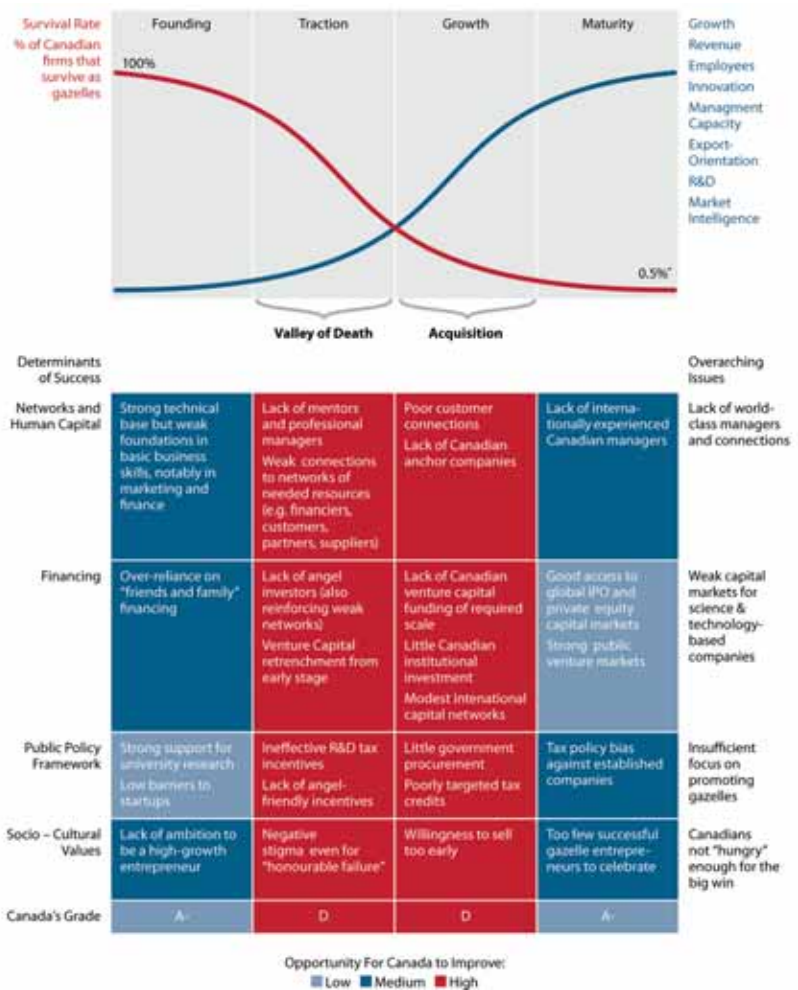 Survival Rate
% of Canadian
firms that
survive as
gazelles
Founding
Traction
Growth
Maturity
100%
0.5%*
Growth
Revenue
Employees
Innovation
Managment
Capacity
Export-
Orientation
R&D
Market
Intelligence
Valley of Death
Acquisition
Determinants
of Success
Overarching
Issues
Networks and
Human Capital
Strong technical
base but weak
foundations in
basic business
skills, notably in
marketing and
finance
Lack of mentors
and professional
managers
Weak connections
to networks of
needed resources
(e.g. financiers,
customers,
partners, suppliers)
Poor customer
connections
Lack of Canadian
anchor companies
Lack of interna-
tionally experienced
Canadian managers
Lack of world-
class managers
and connections
Financing
Over-reliance on
"friends and family"
financing
Lack of angel
investors (also
reinforcing weak
networks)
Venture Capital
retrenchment from
early stage
Lack of Canadian
venture capital
funding of required
scale
Little Canadian
institutional
investment
Modest Intenational
capital networks
Good access to
global IPO and
private equity
capital markets
Strong public
venture markets
Weak capital
markets for
science &
technology-
based
companies
Public Policy
Framework
Strong support for
university research
Low barriers to
startups
Ineffective R&D tax
incentives
Lack of angel-
friendly incentives
Little government
procurement
Poorly targeted tax
credits
Tax policy bias
against established
companies
Insufficient
focus on
promoting
gazelles
Socio – Cultural
Values
Lack of ambition to
be a high-growth
entrepreneur
Negative
stigma even for
"honourable failure"
Willingness to sell
too early
Too few successful
gazelle entrepre-
neurs to celebrate
Canadians
not "hungry"
enough for the
big win
Canada's Grade
A-
D
D
A-
Opportunity For Canada to Improve:
Low Medium High